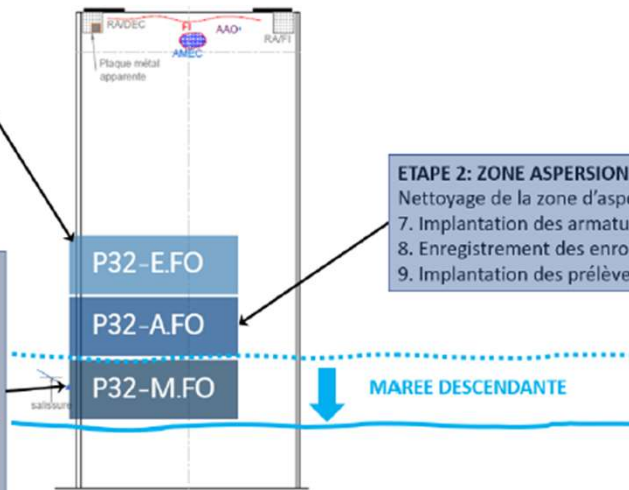 RA/DEC
FI
AAO
RA/FI
AMEC
Plaque métal
apparente
ETAPE 2: ZONE ASPERSION
Nettoyage de la zone d'aspe
7. Implantation des armatu
8. Enregistrement des enro
9. Implantation des prélève
P32-E.FO
P32-A.FO
P32-M.FO
salissure
MAREE DESCENDANTE